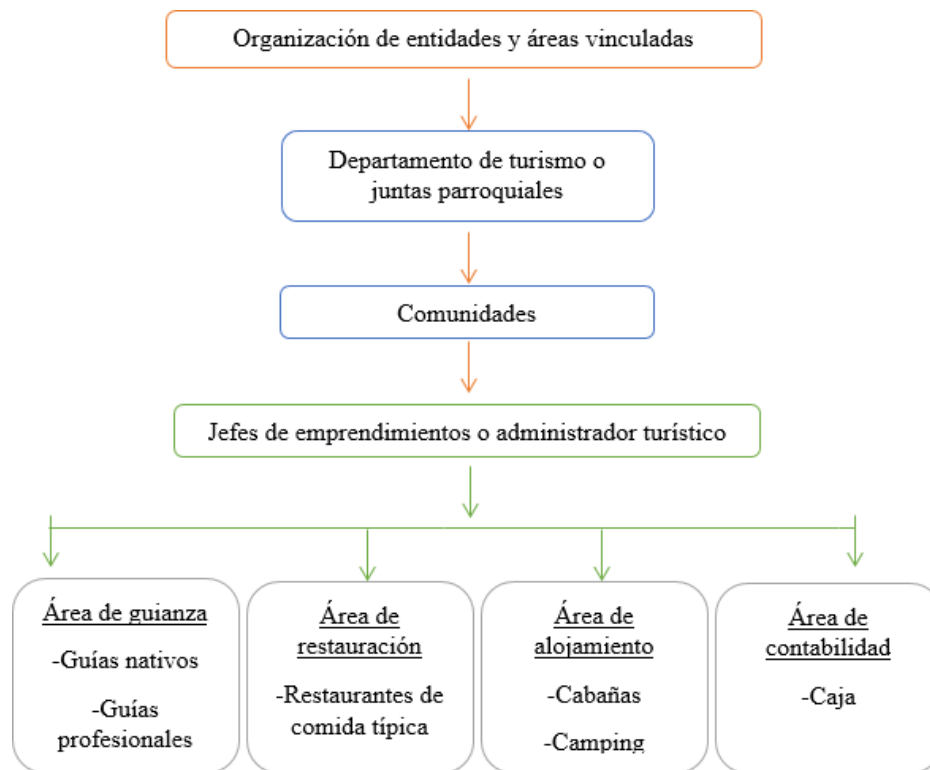 Organización de entidades y áreas vinculadas
Departamento de turismo o
juntas parroquiales
Comunidades
Jefes de emprendimientos o administrador turístico
Área de guianza
-Guías nativos
-Guías
profesionales
Área de
restauración
-Restaurantes de
comida típica
Área de
alojamiento
-Cabañas
-Camping
Área de
contabilidad
-Caja